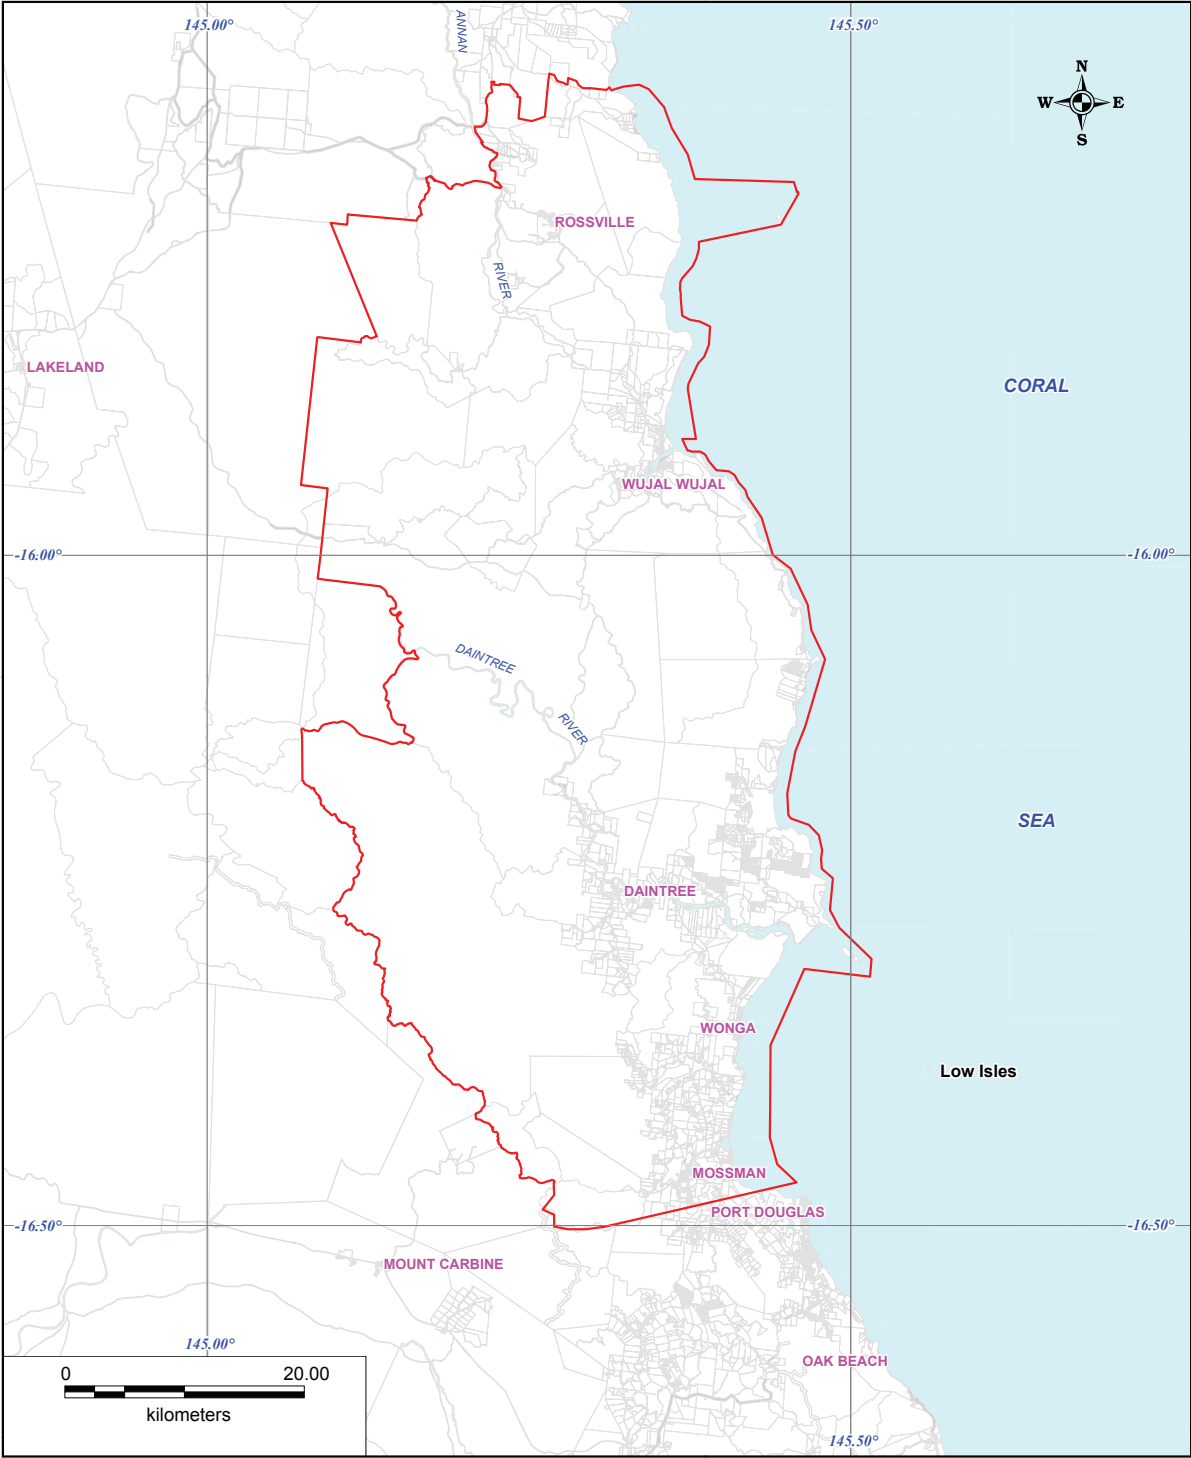 145.00°
ANNAN
145.50°
N
W
E
S
ROSSVILLE
RIVER
LAKELAND
CORAL
WUJAL WUJAL
-16.00°
-16.00°
DAINTREE
RIVER
SEA
DAINTREE
WONGA
Low Isles
MOSSMAN
PORT DOUGLAS
-16.50°
-16.50°
MOUNT CARBINE
145.00°
OAK BEACH
0
20.00
kilometers
145.50°